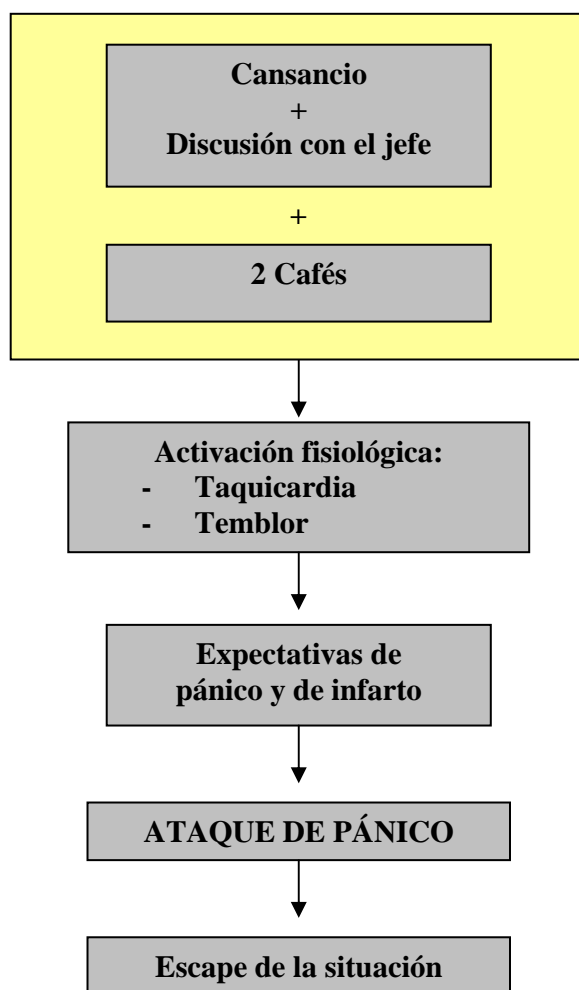 Cansancio
+
Discusión con el jefe
+
2 Cafés
Activación fisiológica:
- Taquicardia
- Temblor
Expectativas de
pánico y de infarto
ATAQUE DE PÁNICO
Escape de la situación